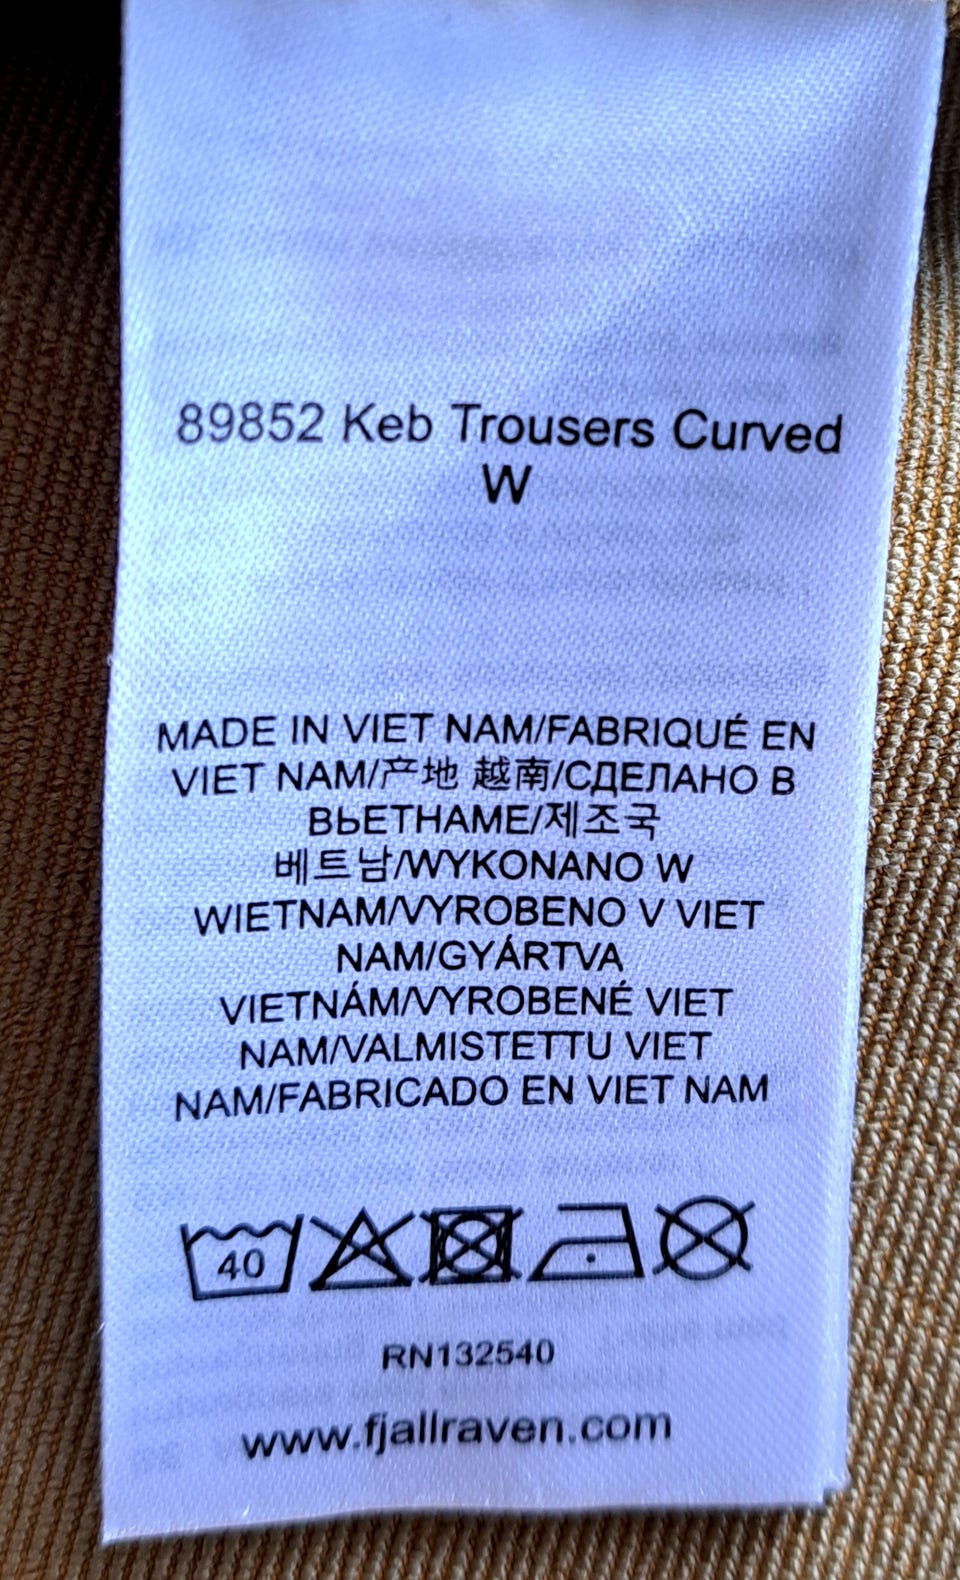 89852 Keb Trousers Curved
W
MADE IN VIET NAM/FABRIQUÉ EN
VIET NAM/产地 越南/СДЕЛАНО В
ВЬЕТНАМЕ/제조국
베트남/WYKONANO W
WIETNAM/VYROBENO V VIET
NAM/GYÁRTVA
VIETNÁM/VYROBENÉ VIET
NAM/VALMISTETTU VIET
NAM/FABRICADO EN VIET NAM
40
RN132540
www.fjallraven.com